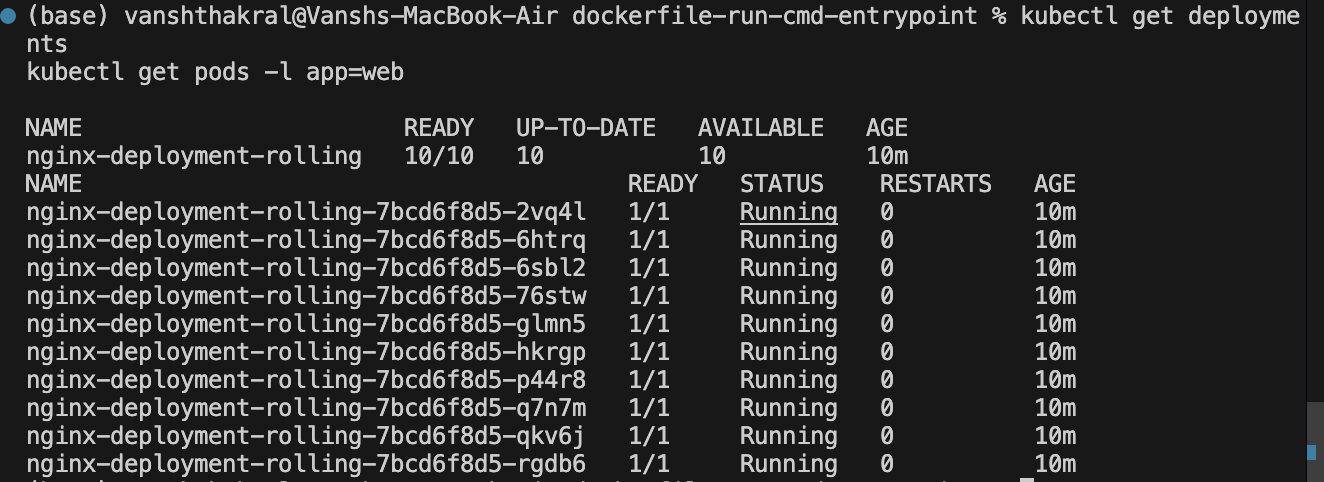 (base) vanshthakral@Vanshs-MacBook-Air dockerfile-run-cmd-entrypoint % kubectl get deployme
nts
kubectl get pods -l app=web
NAME READY UP-TO-DATE AVAILABLE AGE
nginx-deployment-rolling 10/10 10 10 10m
NAME READY STATUS RESTARTS AGE
nginx-deployment-rolling-7bcd6f8d5-2vq4l 1/1 Running 0 10m
nginx-deployment-rolling-7bcd6f8d5-6htrq 1/1 Running 0 10m
nginx-deployment-rolling-7bcd6f8d5-6sbl2 1/1 Running 0 10m
nginx-deployment-rolling-7bcd6f8d5-76stw 1/1 Running 0 10m
nginx-deployment-rolling-7bcd6f8d5-glmn5 1/1 Running 0 10m
nginx-deployment-rolling-7bcd6f8d5-hkrgp 1/1 Running 0 10m
nginx-deployment-rolling-7bcd6f8d5-p44r8 1/1 Running 0 10m
nginx-deployment-rolling-7bcd6f8d5-q7n7m 1/1 Running 0 10m
nginx-deployment-rolling-7bcd6f8d5-qkv6j 1/1 Running 0 10m
nginx-deployment-rolling-7bcd6f8d5-rgdb6 1/1 Running 0 10m